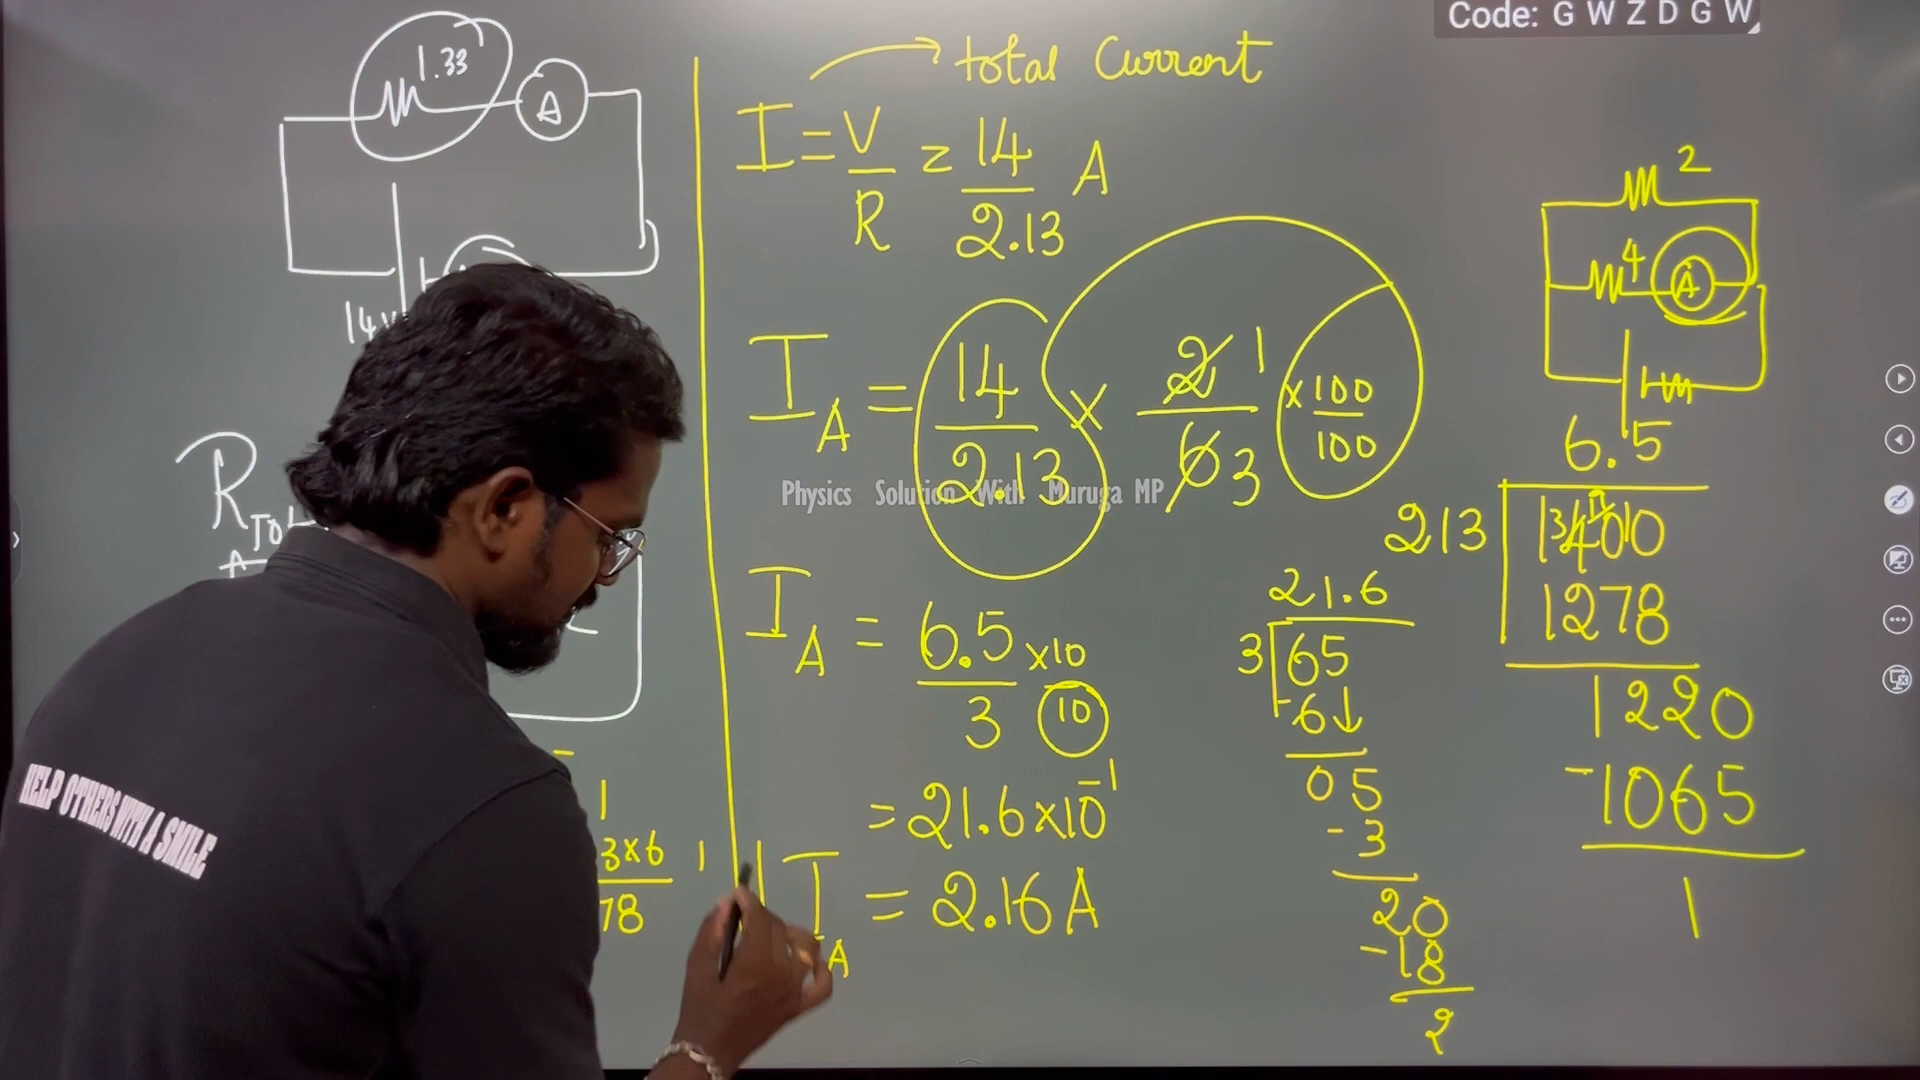 Code: G W Z D G W
1.33
A
14
R
total Current
I = V/R = 14/2.13 A
I_A = 14/2.13 × 2/6 1/3 × 100/100
Physics Solution With Muruga MP
I_A = 6.5/3 × 10/10
= 21.6 × 10⁻¹
I_A = 2.16 A
1
3×6
78
1
21.6
3 65
-6↓
05
-3
20
-18
2
2
4 A
6.5
213 1400
1278
1220
-1065
1
HELP OTHERS WITH A SMILE